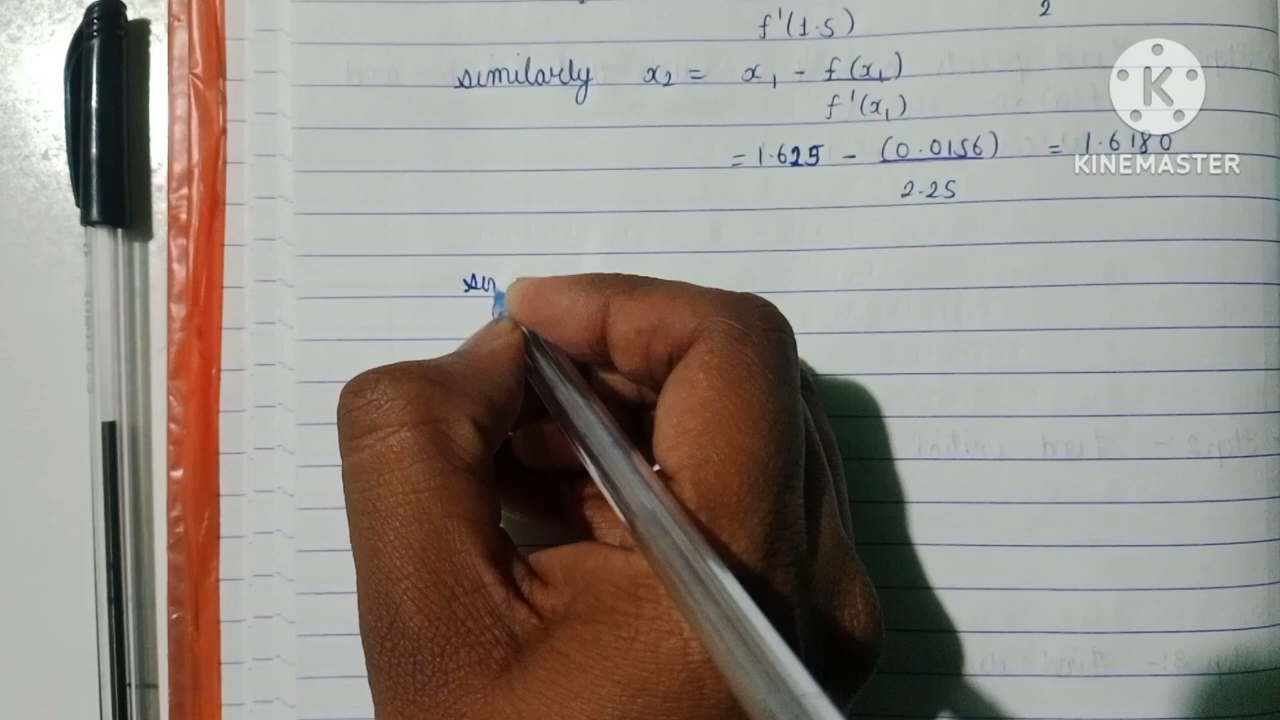 2
f'(1.5)
similarly x₂ = x₁ - f(x₁)
f'(x₁)
= 1.625 - (0.0156) = 1.6180
2.25
K
KINEMASTER